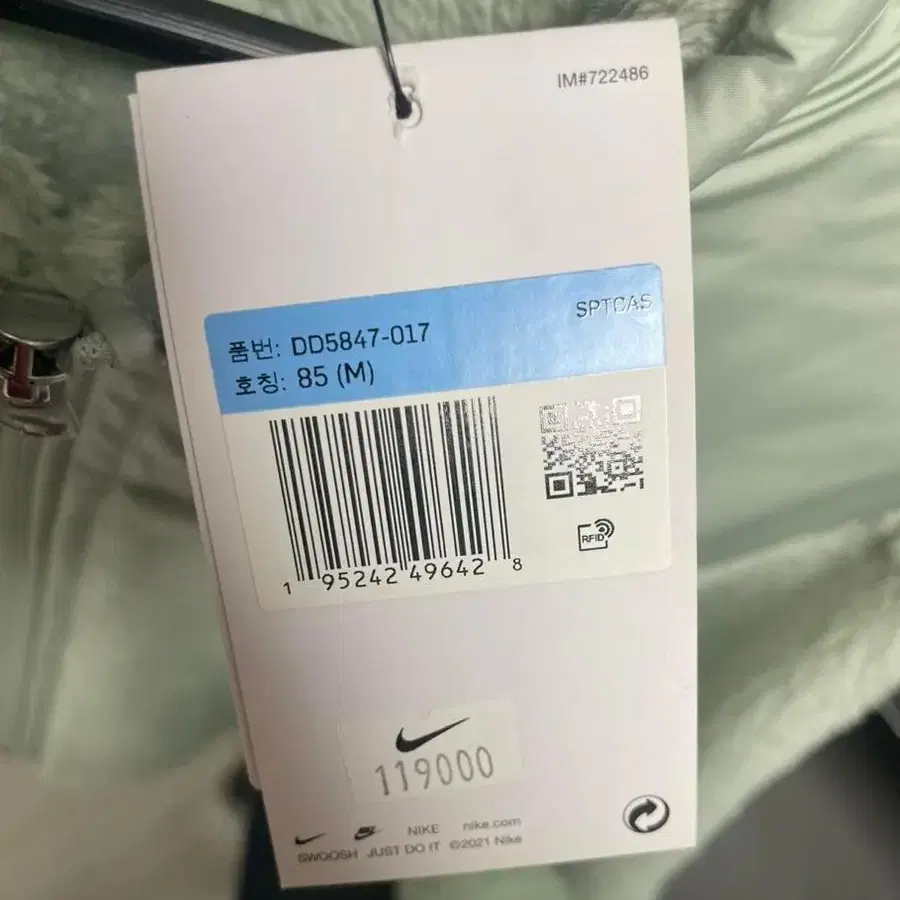 IM#722486
SPTCAS
품번: DD5847-017
호칭: 85 (M)
RFID
1 95242 49642 8
119000
NIKE nike.com
SWOOSH JUST DO IT ©2021 Nike